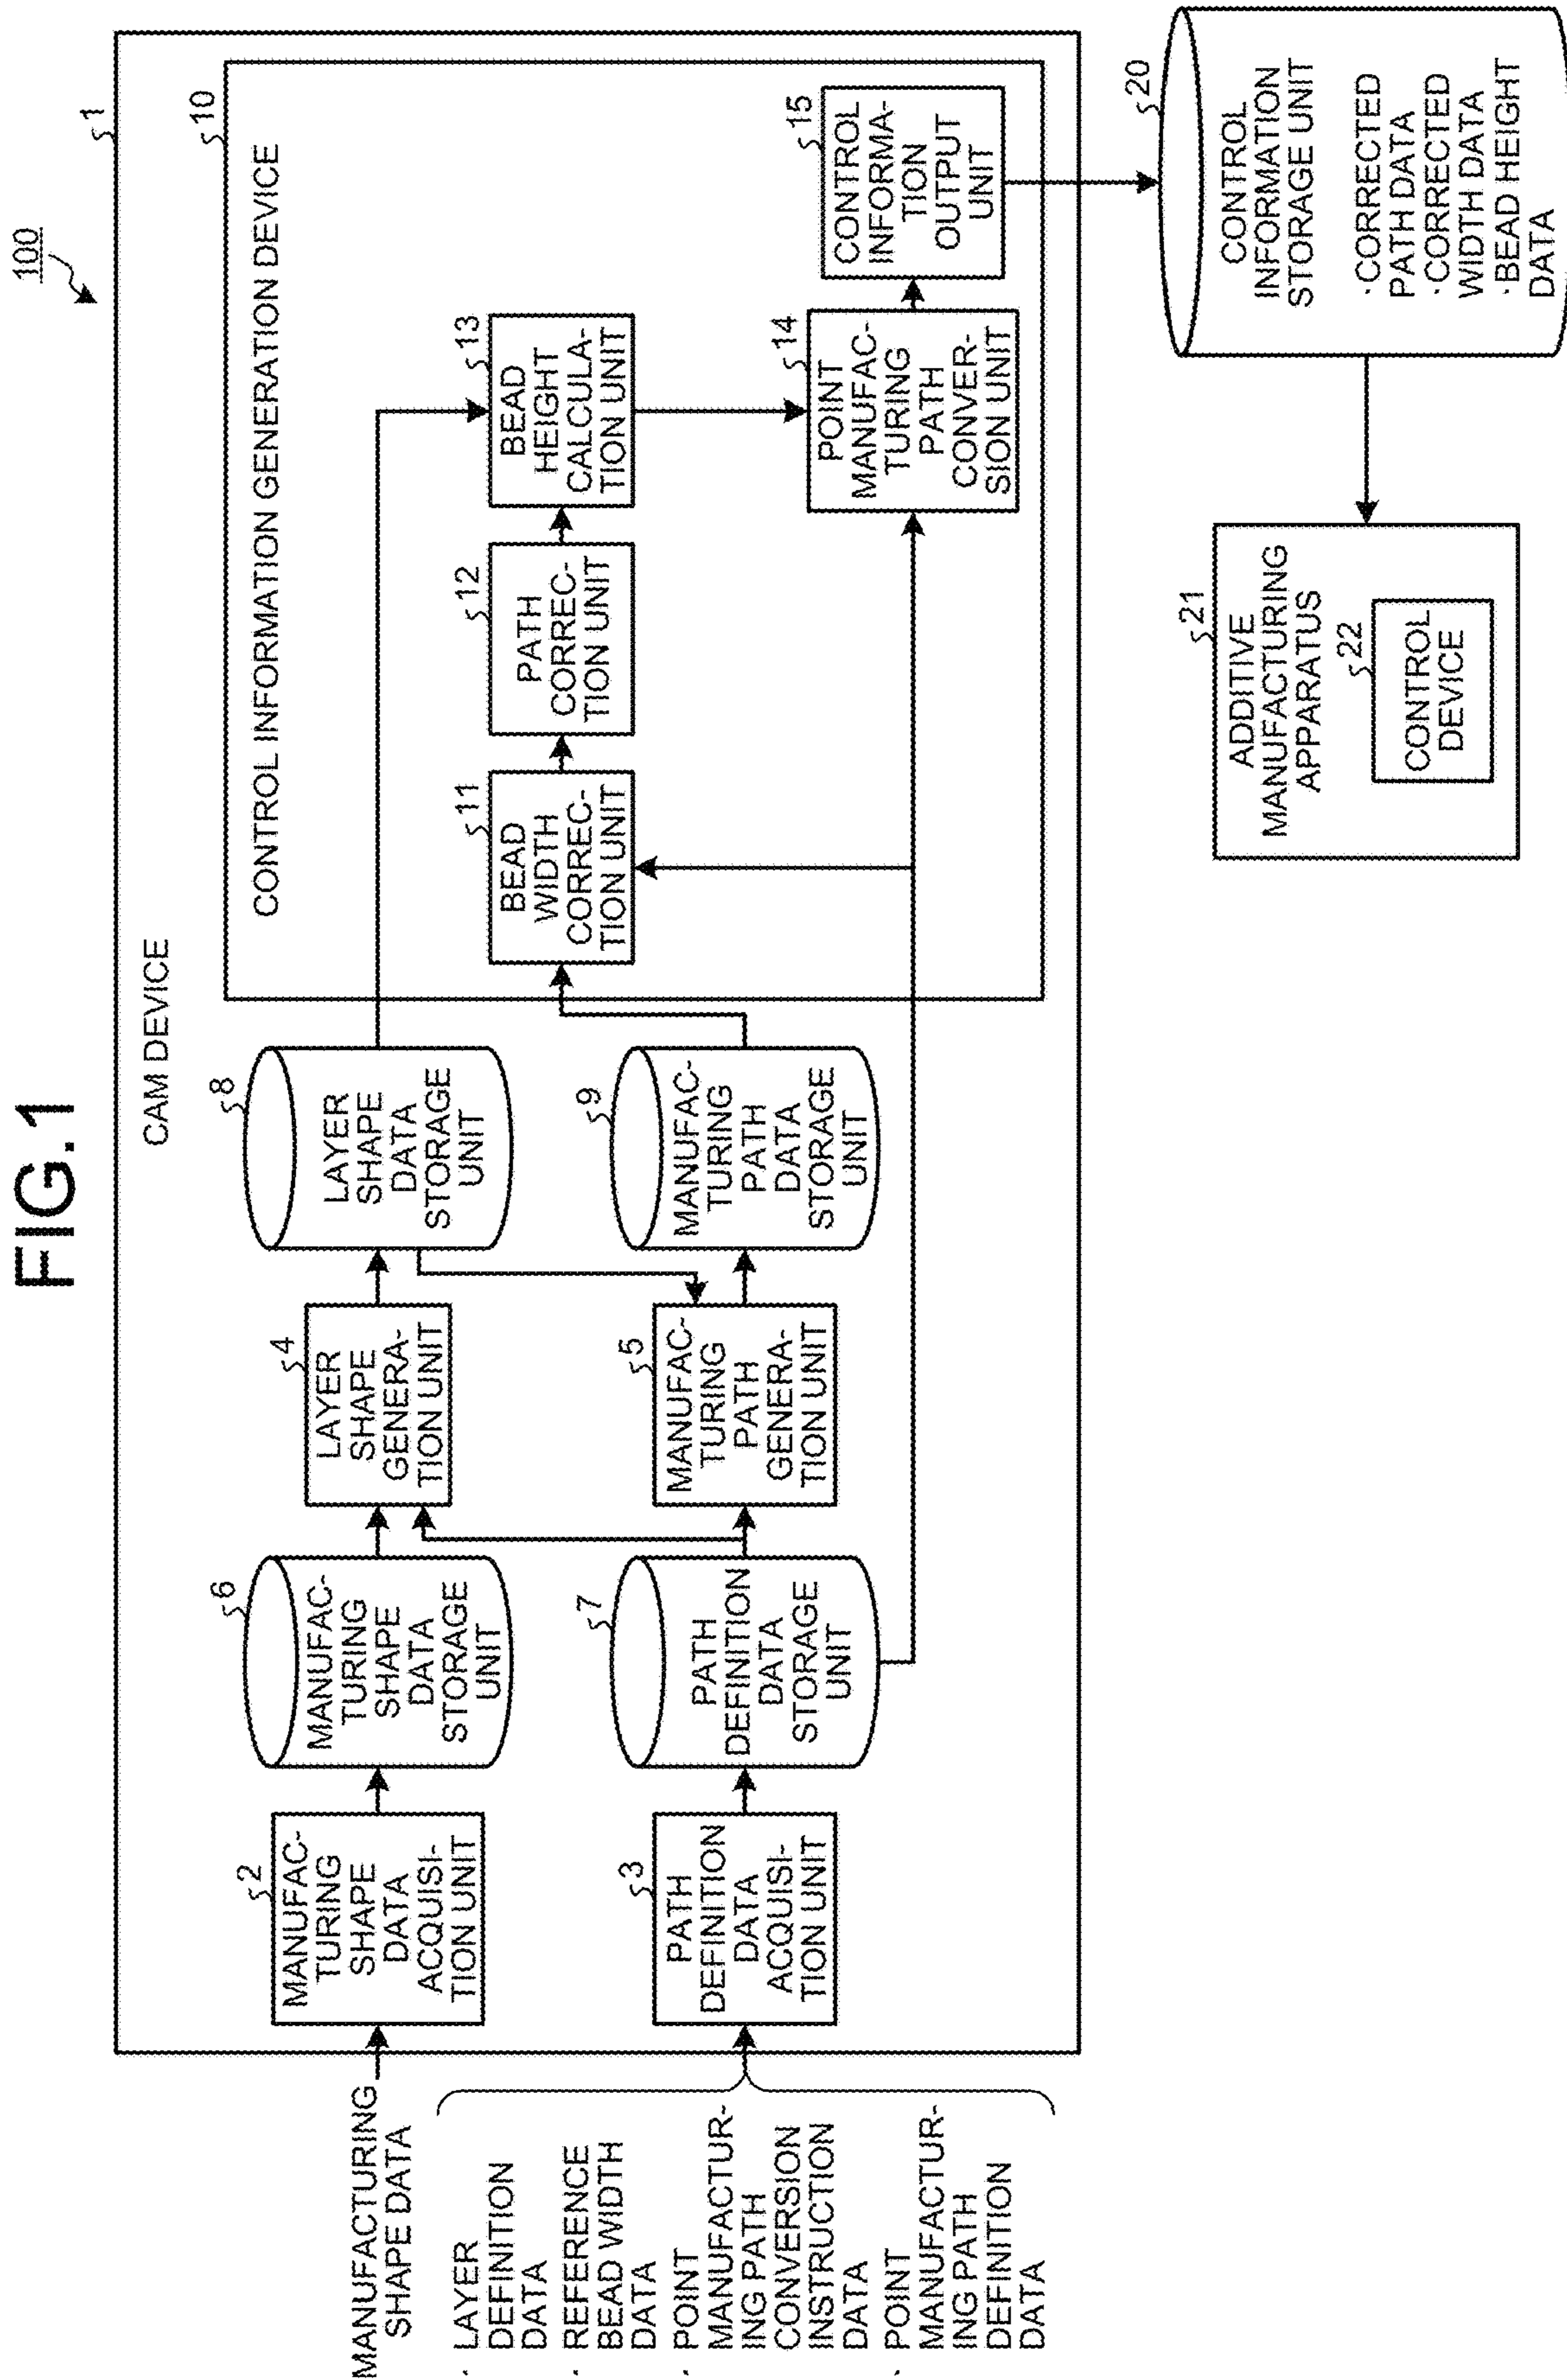 FIG.1
100
1
CAM DEVICE
10
CONTROL INFORMATION GENERATION DEVICE
MANUFACTURING
SHAPE DATA
· LAYER
DEFINITION
DATA
· REFERENCE
BEAD WIDTH
DATA
· POINT
MANUFACTUR-
ING PATH
CONVERSION
INSTRUCTION
DATA
· POINT
MANUFACTUR-
ING PATH
DEFINITION
DATA
2
MANUFAC-
TURING
SHAPE
DATA
ACQUISI-
TION UNIT
3
PATH
DEFINITION
DATA
ACQUISI-
TION UNIT
6
MANUFAC-
TURING
SHAPE
DATA
STORAGE
UNIT
7
PATH
DEFINITION
DATA
STORAGE
UNIT
4
LAYER
SHAPE
GENERA-
TION UNIT
5
MANUFAC-
TURING
PATH
GENERA-
TION UNIT
8
LAYER
SHAPE
DATA
STORAGE
UNIT
9
MANUFAC-
TURING
PATH
DATA
STORAGE
UNIT
11
BEAD
WIDTH
CORREC-
TION UNIT
12
PATH
CORREC-
TION UNIT
13
BEAD
HEIGHT
CALCULA-
TION UNIT
14
POINT
MANUFAC-
TURING
PATH
CONVER-
SION UNIT
15
CONTROL
INFORMA-
TION
OUTPUT
UNIT
20
CONTROL
INFORMATION
STORAGE UNIT
· CORRECTED
PATH DATA
· CORRECTED
WIDTH DATA
· BEAD HEIGHT
DATA
21
ADDITIVE
MANUFACTURING
APPARATUS
22
CONTROL
DEVICE